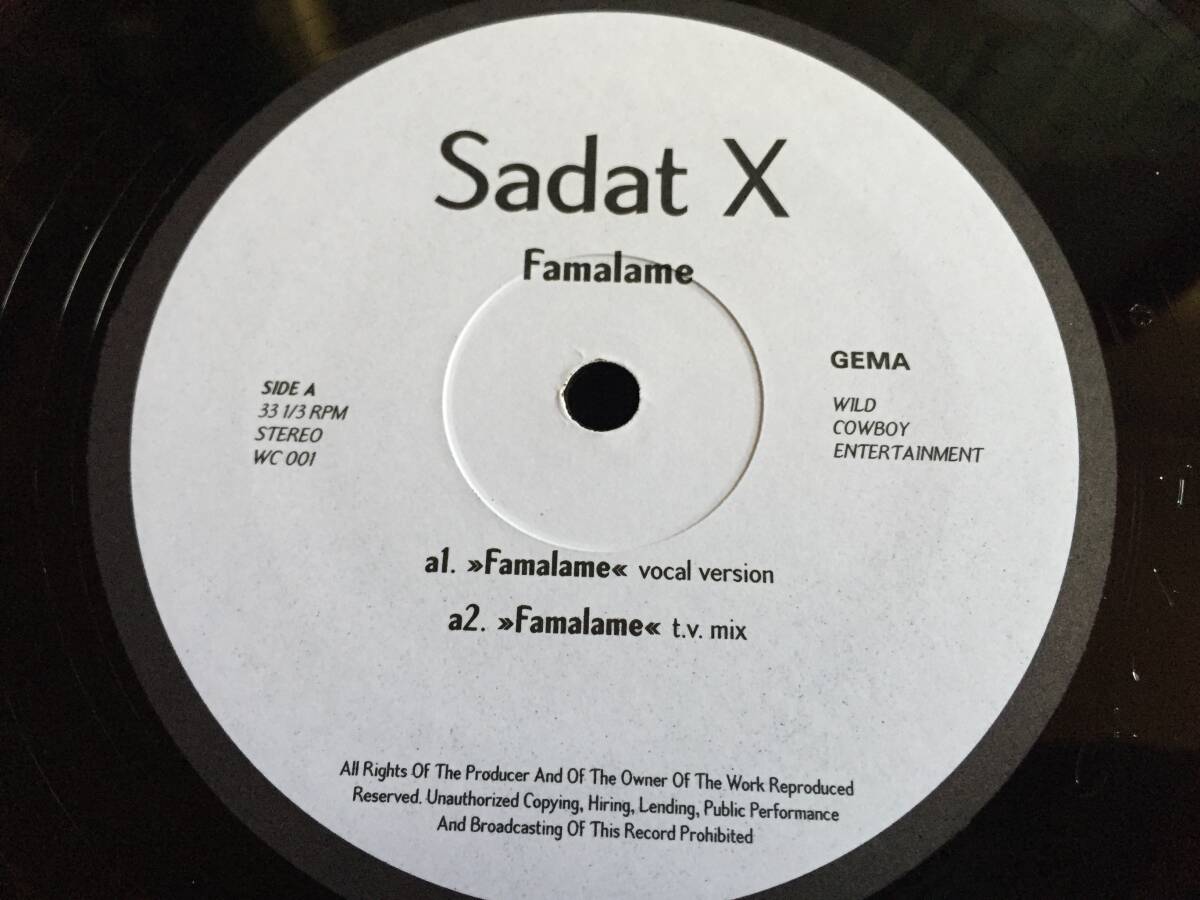 Sadat X
Famalame
SIDE A
33 1/3 RPM
STEREO
WC 001
GEMA
WILD
COWBOY
ENTERTAINMENT
a1. »Famalame« vocal version
a2. »Famalame« t.v. mix
All Rights Of The Producer And Of The Owner Of The Work Reproduced
Reserved. Unauthorized Copying, Hiring, Lending, Public Performance
And Broadcasting Of This Record Prohibited